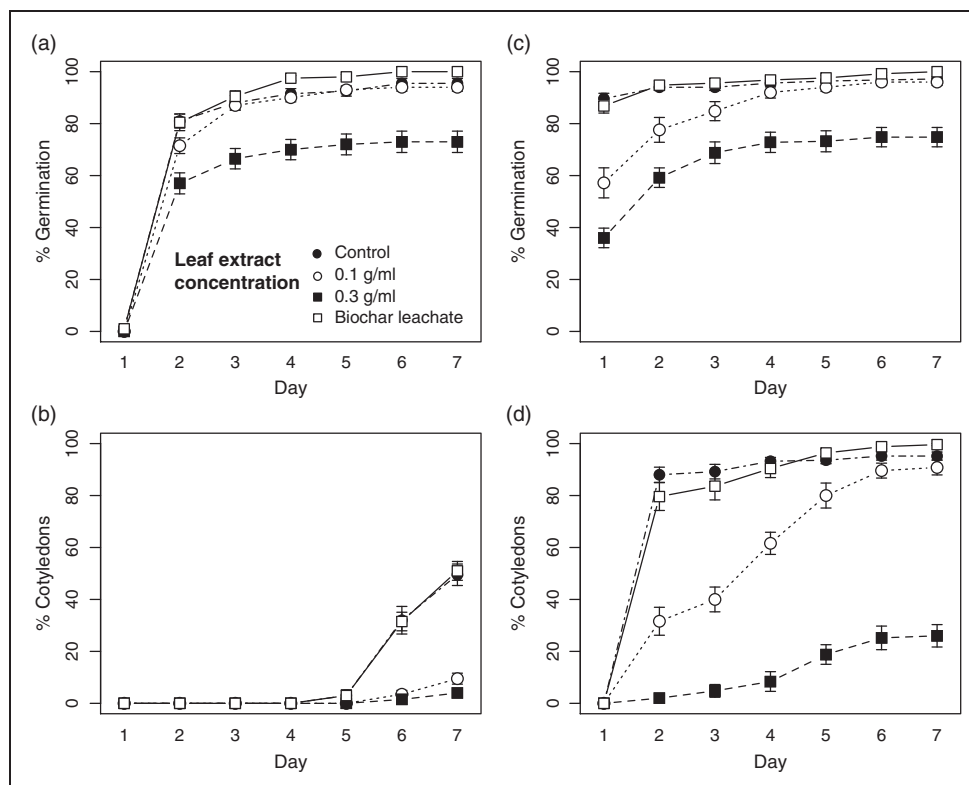 (a)
100
80
60
40
20
0
% Germination
Leaf extract
concentration
Control
0.1 g/ml
0.3 g/ml
Biochar leachate
1 2 3 4 5 6 7
Day
(c)
100
80
60
40
20
0
% Germination
1 2 3 4 5 6 7
Day
(b)
100
80
60
40
20
0
% Cotyledons
1 2 3 4 5 6 7
Day
(d)
100
80
60
40
20
0
% Cotyledons
1 2 3 4 5 6 7
Day